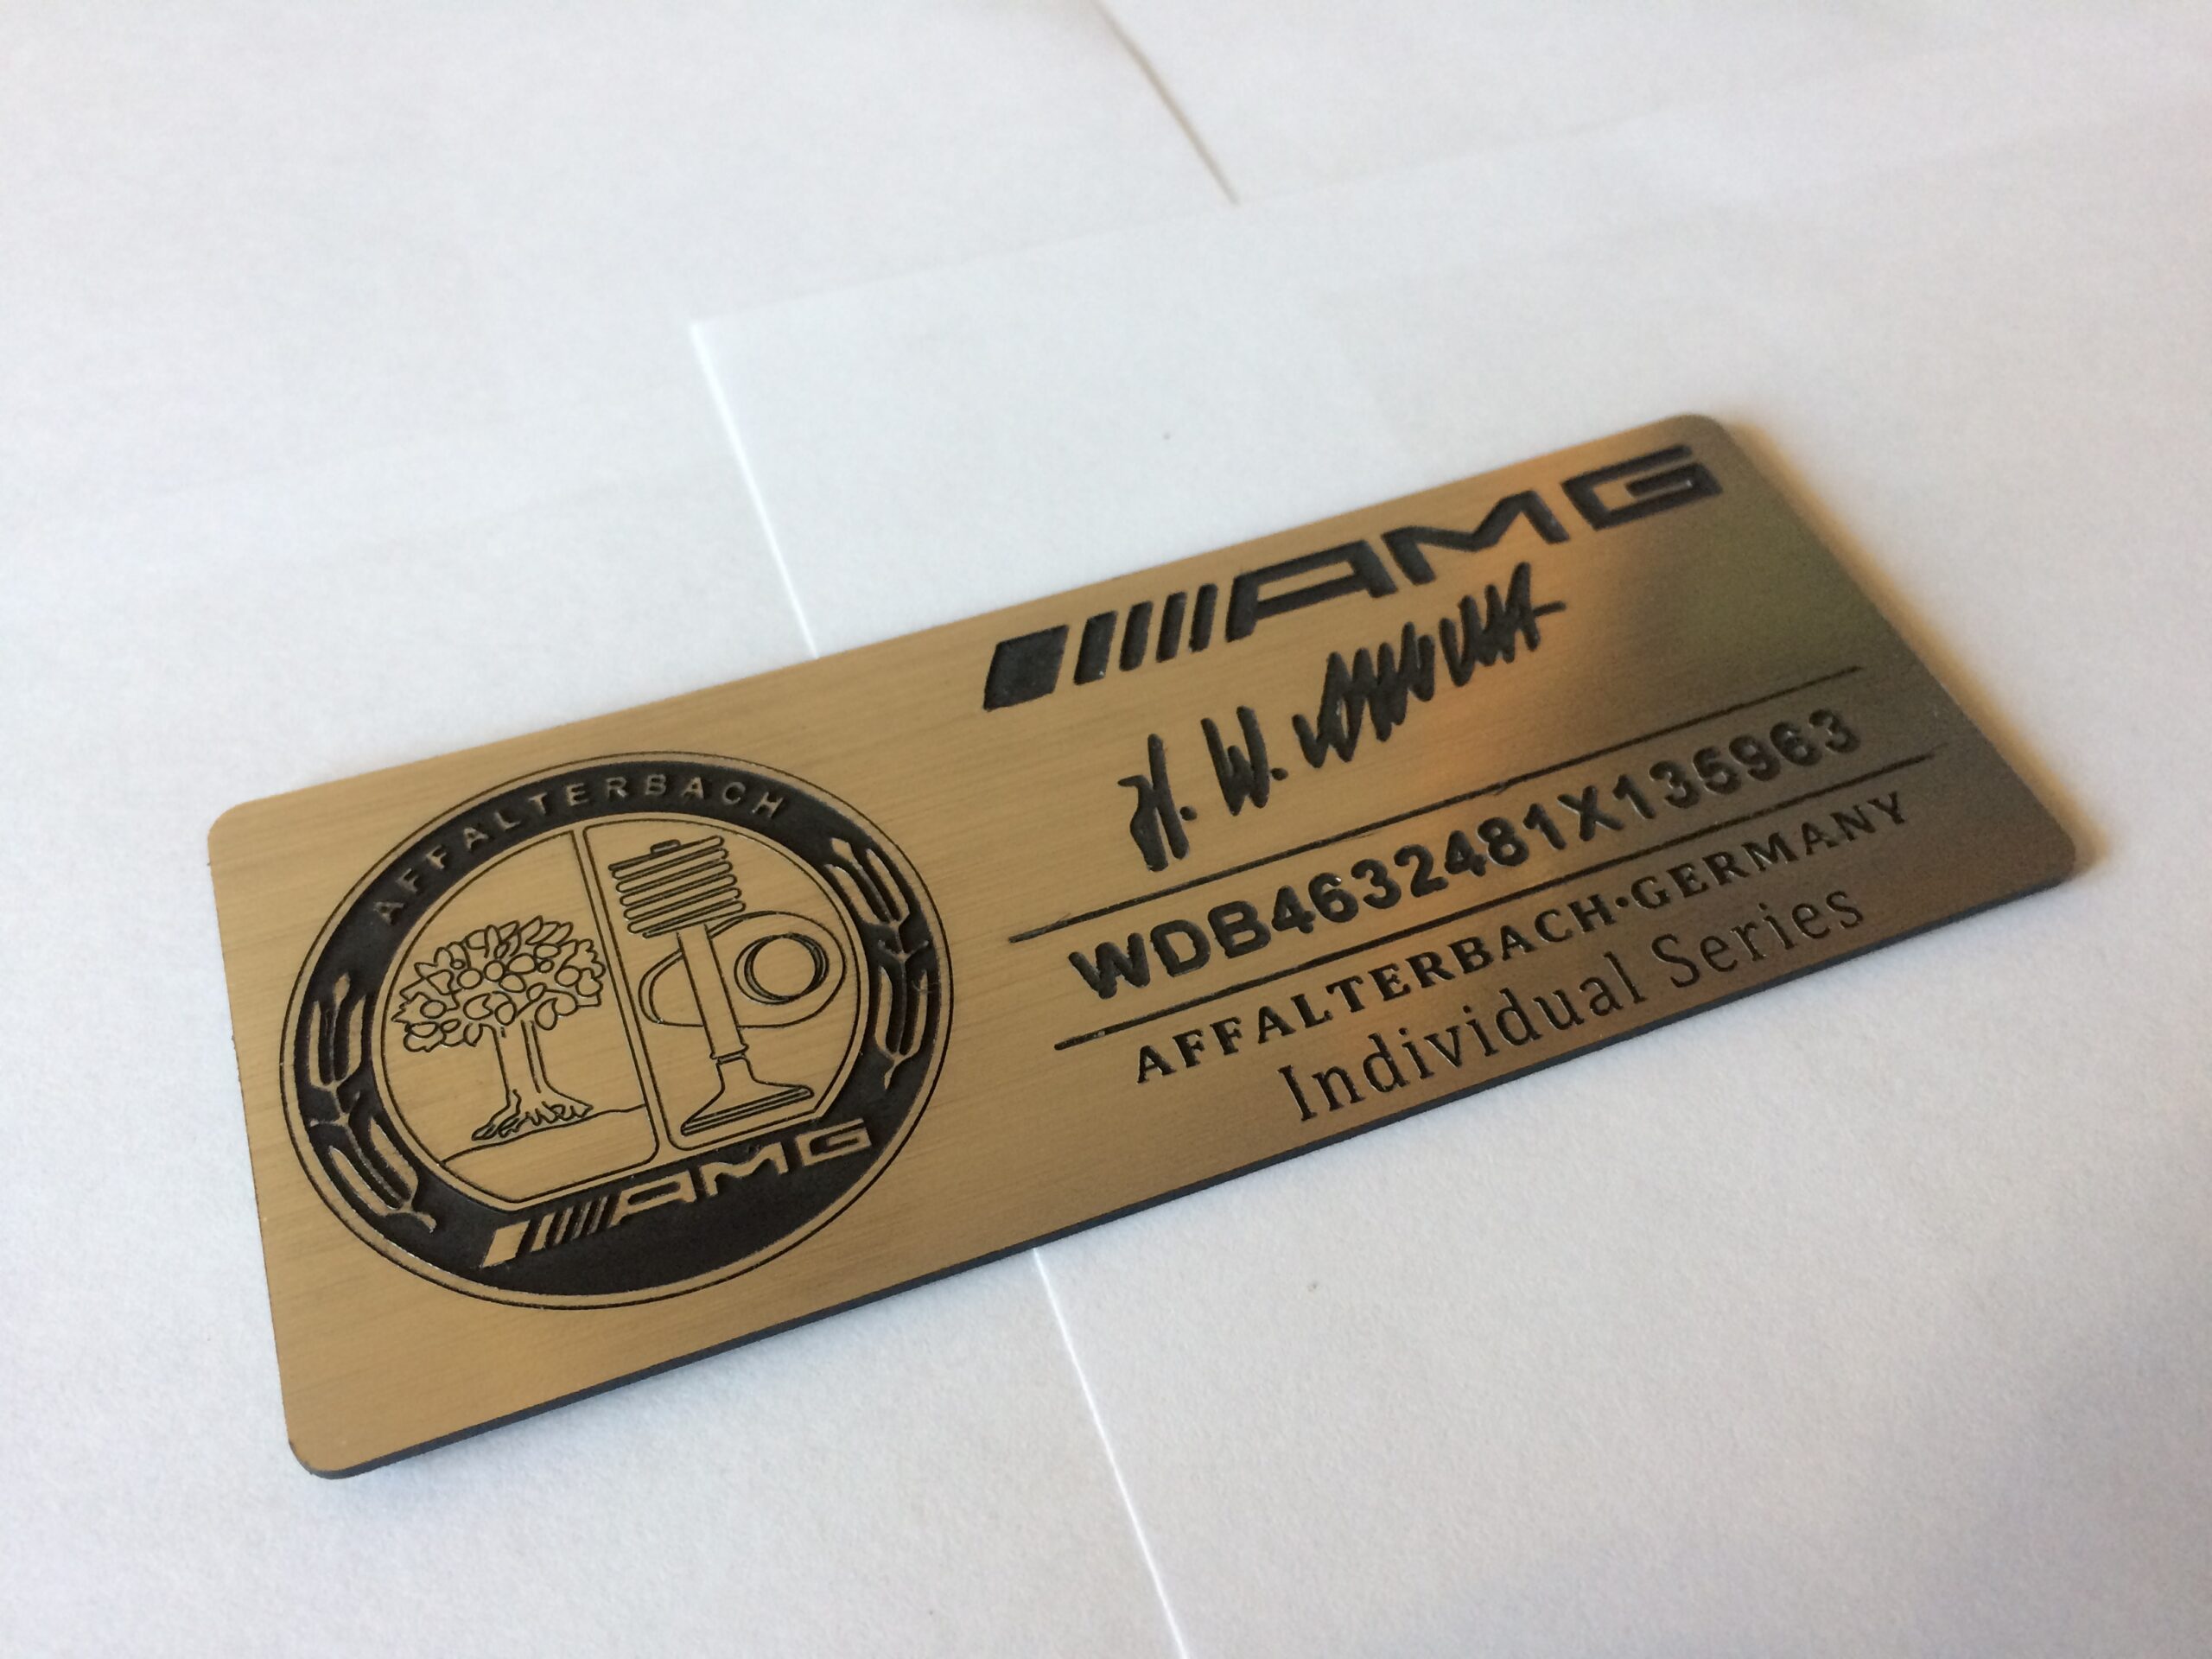 AFFALTERBACH
AMG
AMG
H. W.
WDB4632481X135963
AFFALTERBACH·GERMANY
Individual Series